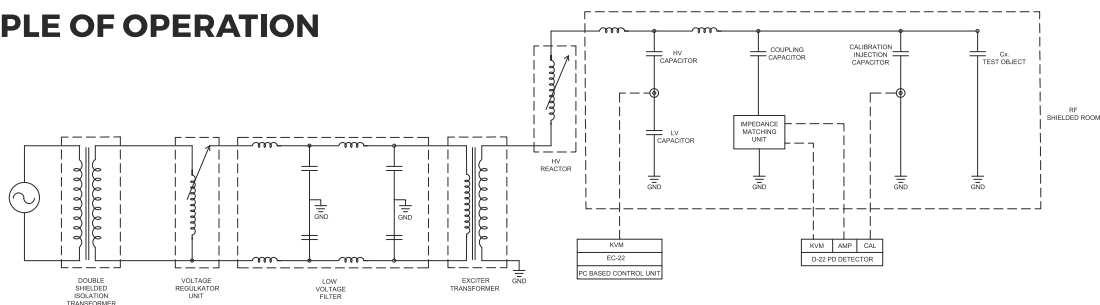 PLE OF OPERATION
HV
CAPACITOR
COUPLING
CAPACITOR
CALIBRATION
INJECTION
CAPACITOR
Cx.
TEST OBJECT
RF
SHIELDED ROOM
IMPEDANCE
MATCHING
UNIT
LV
CAPACITOR
HV
REACTOR
GND
GND
GND
GND
GND
GND
GND
DOUBLE
SHIELDED
ISOLATION
TRANSFORMER
VOLTAGE
REGULKATOR
UNIT
LOW
VOLTAGE
FILTER
EXCITER
TRANSFORMER
KVM
EC-22
PC BASED CONTROL UNIT
KVM AMP CAL
D-22 PD DETECTOR